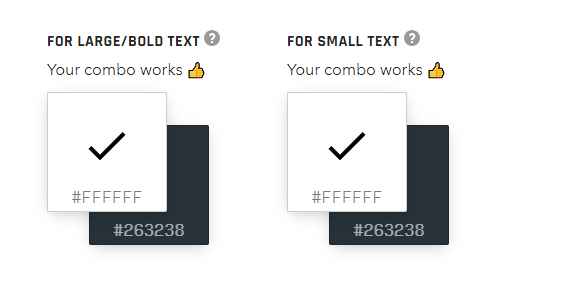 FOR LARGE/BOLD TEXT ?
Your combo works 👍
#FFFFFF
#263238
FOR SMALL TEXT ?
Your combo works 👍
#FFFFFF
#263238